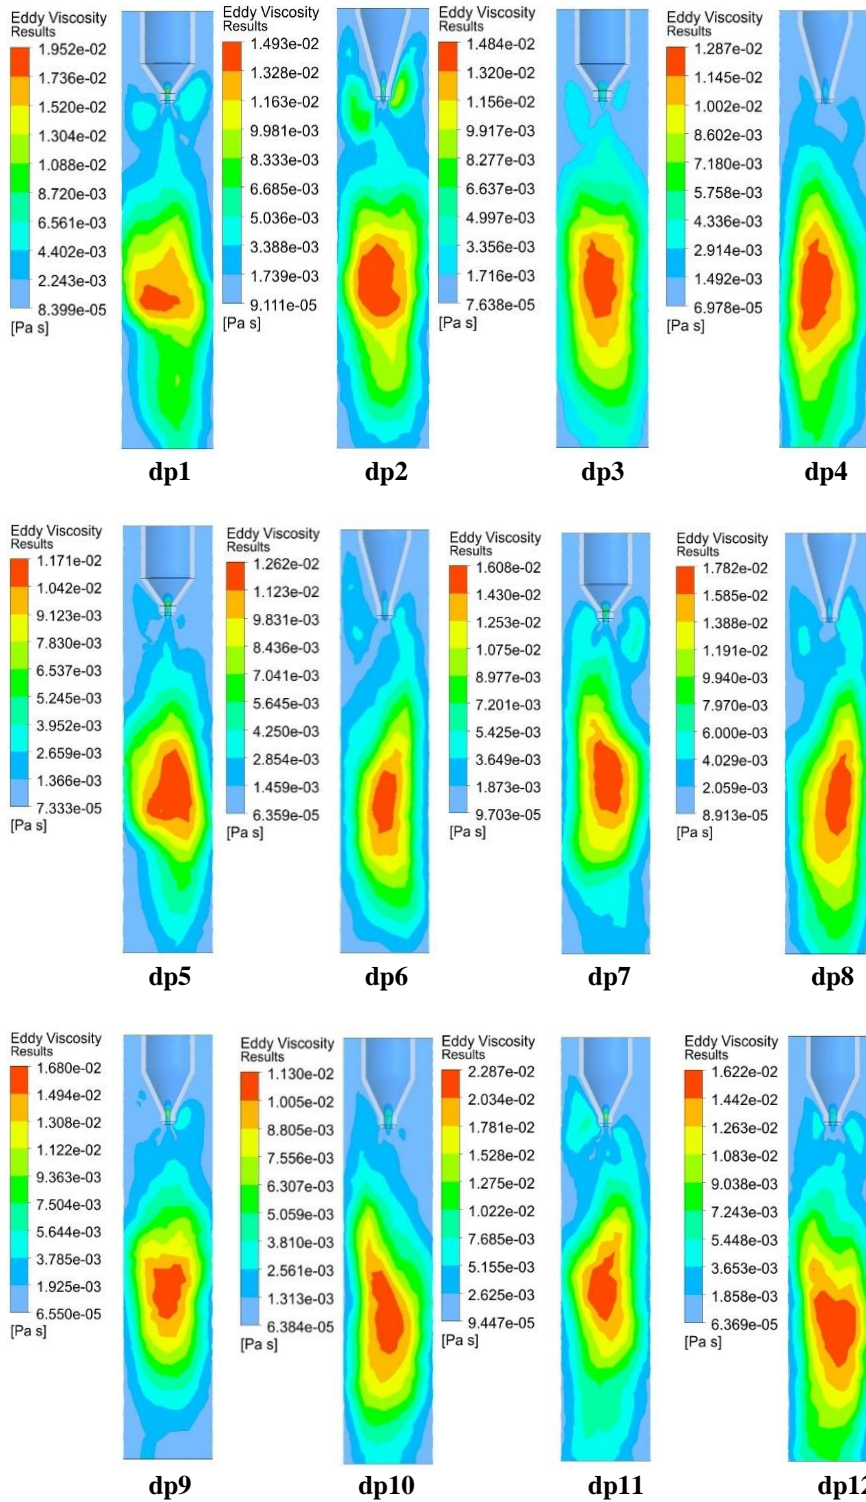 Eddy Viscosity
Results
1.952e-02
1.736e-02
1.520e-02
1.304e-02
1.088e-02
8.720e-03
6.561e-03
4.402e-03
2.243e-03
8.399e-05
[Pa s]
dp1
Eddy Viscosity
Results
1.493e-02
1.328e-02
1.163e-02
9.981e-03
8.333e-03
6.685e-03
5.036e-03
3.388e-03
1.739e-03
9.111e-05
[Pa s]
dp2
Eddy Viscosity
Results
1.484e-02
1.320e-02
1.156e-02
9.917e-03
8.277e-03
6.637e-03
4.997e-03
3.356e-03
1.716e-03
7.638e-05
[Pa s]
dp3
Eddy Viscosity
Results
1.287e-02
1.145e-02
1.002e-02
8.602e-03
7.180e-03
5.758e-03
4.336e-03
2.914e-03
1.492e-03
6.978e-05
[Pa s]
dp4
Eddy Viscosity
Results
1.171e-02
1.042e-02
9.123e-03
7.830e-03
6.537e-03
5.245e-03
3.952e-03
2.659e-03
1.366e-03
7.333e-05
[Pa s]
dp5
Eddy Viscosity
Results
1.262e-02
1.123e-02
9.831e-03
8.436e-03
7.041e-03
5.645e-03
4.250e-03
2.854e-03
1.459e-03
6.359e-05
[Pa s]
dp6
Eddy Viscosity
Results
1.608e-02
1.430e-02
1.253e-02
1.075e-02
8.977e-03
7.201e-03
5.425e-03
3.649e-03
1.873e-03
9.703e-05
[Pa s]
dp7
Eddy Viscosity
Results
1.782e-02
1.585e-02
1.388e-02
1.191e-02
9.940e-03
7.970e-03
6.000e-03
4.029e-03
2.059e-03
8.913e-05
[Pa s]
dp8
Eddy Viscosity
Results
1.680e-02
1.494e-02
1.308e-02
1.122e-02
9.363e-03
7.504e-03
5.644e-03
3.785e-03
1.925e-03
6.550e-05
[Pa s]
dp9
Eddy Viscosity
Results
1.130e-02
1.005e-02
8.805e-03
7.556e-03
6.307e-03
5.059e-03
3.810e-03
2.561e-03
1.313e-03
6.384e-05
[Pa s]
dp10
Eddy Viscosity
Results
2.287e-02
2.034e-02
1.781e-02
1.528e-02
1.275e-02
1.022e-02
7.685e-03
5.155e-03
2.625e-03
9.447e-05
[Pa s]
dp11
Eddy Viscosity
Results
1.622e-02
1.442e-02
1.263e-02
1.083e-02
9.038e-03
7.243e-03
5.448e-03
3.653e-03
1.858e-03
6.369e-05
[Pa s]
dp12